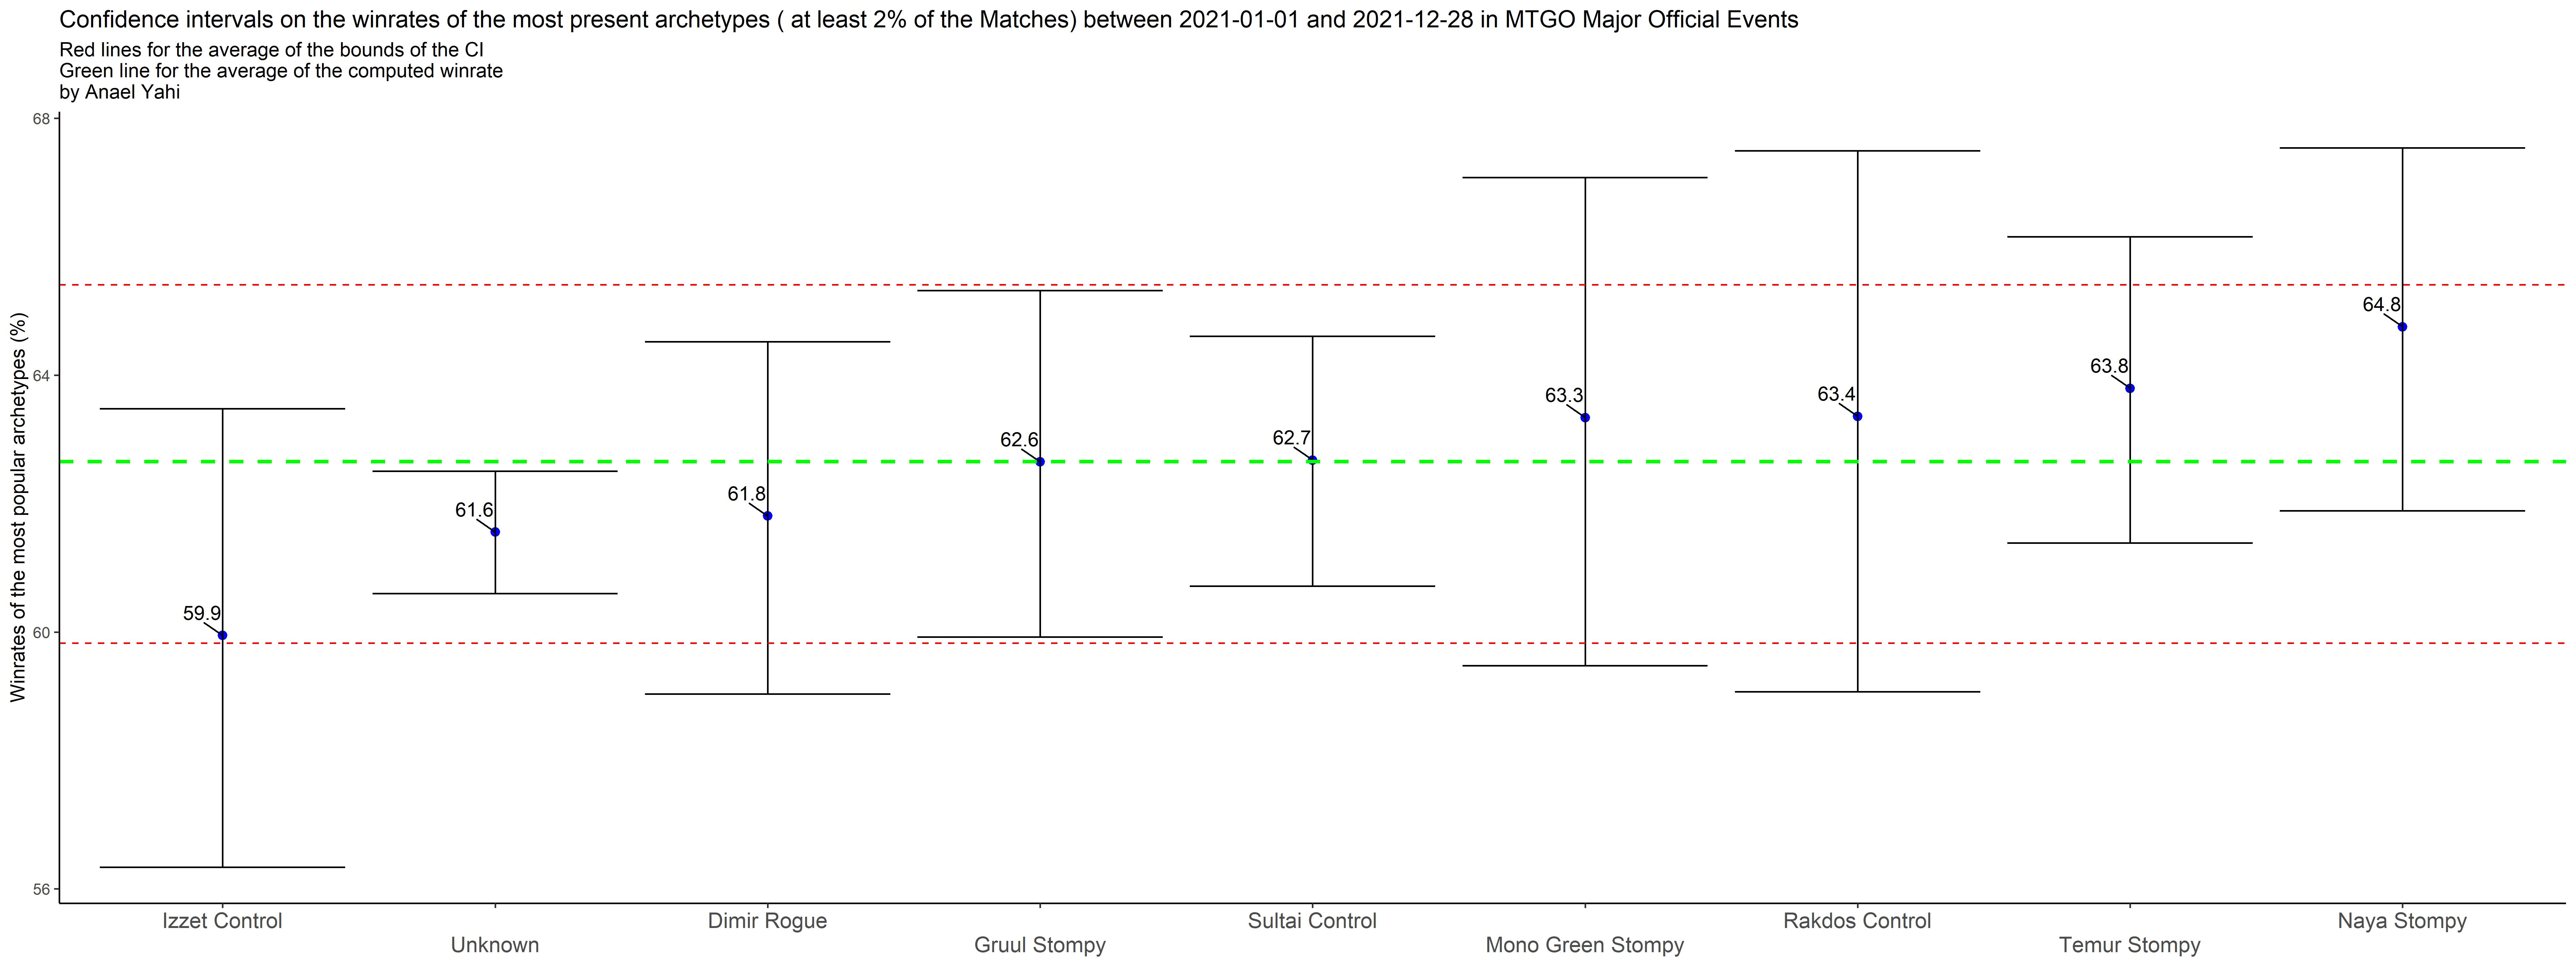 Confidence intervals on the winrates of the most present archetypes ( at least 2% of the Matches) between 2021-01-01 and 2021-12-28 in MTGO Major Official Events
Red lines for the average of the bounds of the CI
Green line for the average of the computed winrate
by Anael Yahi
Winrates of the most popular archetypes (%)
68
64
60
56
59.9
61.6
61.8
62.6
62.7
63.3
63.4
63.8
64.8
Izzet Control
Unknown
Dimir Rogue
Gruul Stompy
Sultai Control
Mono Green Stompy
Rakdos Control
Temur Stompy
Naya Stompy